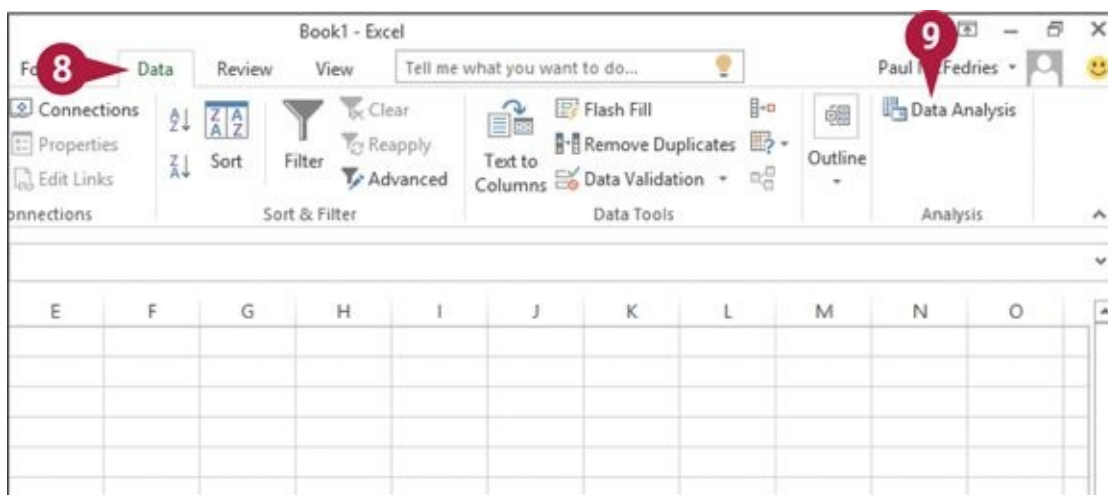 Book1 - Excel
9
8
Data Review View Tell me what you want to do...
Connections
Properties
Edit Links
Sort
Filter
Clear
Reapply
Advanced
Sort & Filter
Text to
Columns
Flash Fill
Remove Duplicates
Data Validation
Data Tools
Outline
Data Analysis
Analysis
E F G H I J K L M N O